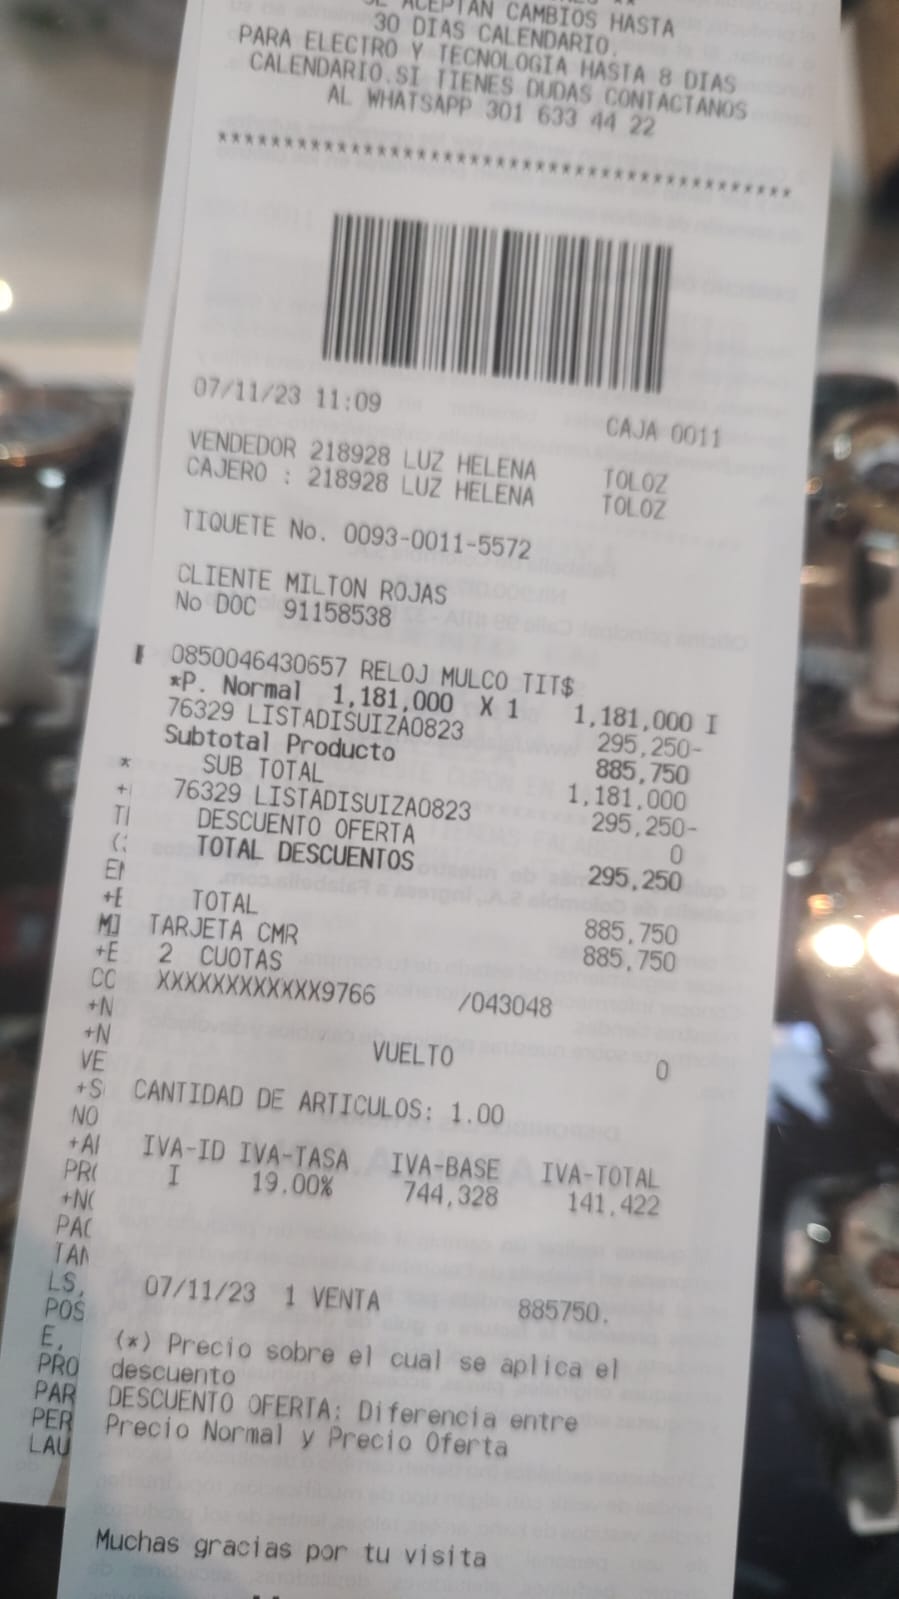 ACEPTAN CAMBIOS HASTA
30 DIAS CALENDARIO.
PARA ELECTRO Y TECNOLOGIA HASTA 8 DIAS
CALENDARIO.SI TIENES DUDAS CONTACTANOS
AL WHATSAPP 301 633 44 22
*********************************************
07/11/23 11:09 CAJA 0011
VENDEDOR 218928 LUZ HELENA TOLOZ
CAJERO : 218928 LUZ HELENA TOLOZ
TIQUETE No. 0093-0011-5572
CLIENTE MILTON ROJAS
No DOC 91158538
0850046430657 RELOJ MULCO TIT$
*P. Normal 1,181,000 X 1 1,181,000 I
76329 LISTADISUIZA0823 295,250-
Subtotal Producto 885,750
SUB TOTAL 1,181,000
76329 LISTADISUIZA0823 295,250-
DESCUENTO OFERTA 0
TOTAL DESCUENTOS 295,250
TOTAL 885,750
TARJETA CMR 885,750
2 CUOTAS
XXXXXXXXXXXX9766 /043048
VUELTO 0
CANTIDAD DE ARTICULOS: 1.00
IVA-ID IVA-TASA IVA-BASE IVA-TOTAL
I 19.00% 744,328 141,422
07/11/23 1 VENTA 885750.
(*) Precio sobre el cual se aplica el
descuento
DESCUENTO OFERTA: Diferencia entre
Precio Normal y Precio Oferta
Muchas gracias por tu visita